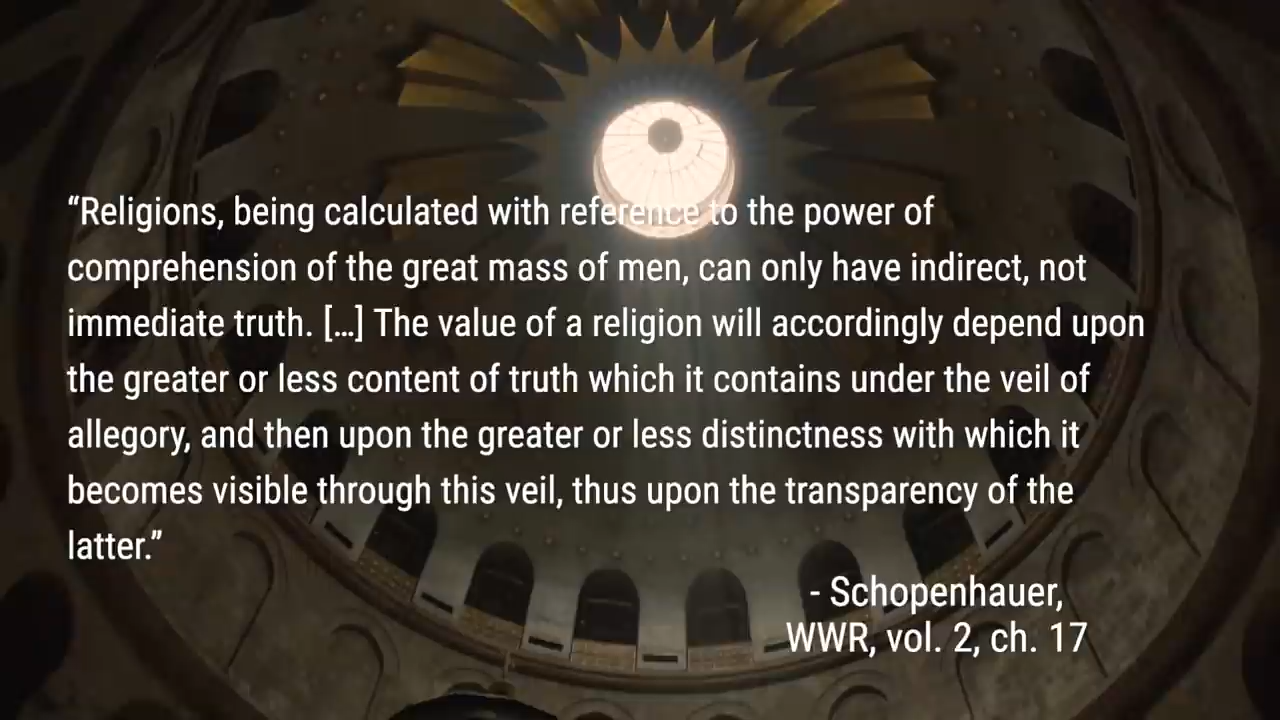 “Religions, being calculated with reference to the power of
comprehension of the great mass of men, can only have indirect, not
immediate truth. […] The value of a religion will accordingly depend upon
the greater or less content of truth which it contains under the veil of
allegory, and then upon the greater or less distinctness with which it
becomes visible through this veil, thus upon the transparency of the
latter.”
- Schopenhauer,
WWR, vol. 2, ch. 17